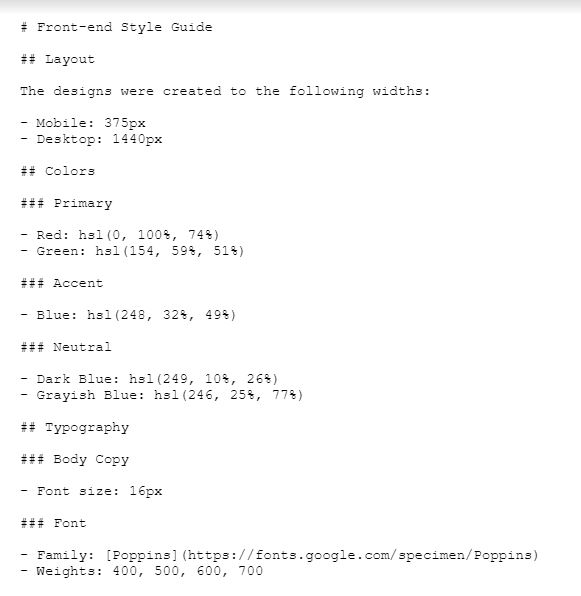 # Front-end Style Guide
## Layout
The designs were created to the following widths:
- Mobile: 375px
- Desktop: 1440px
## Colors
### Primary
- Red: hsl(0, 100%, 74%)
- Green: hsl(154, 59%, 51%)
### Accent
- Blue: hsl(248, 32%, 49%)
### Neutral
- Dark Blue: hsl(249, 10%, 26%)
- Grayish Blue: hsl(246, 25%, 77%)
## Typography
### Body Copy
- Font size: 16px
### Font
- Family: [Poppins](https://fonts.google.com/specimen/Poppins)
- Weights: 400, 500, 600, 700